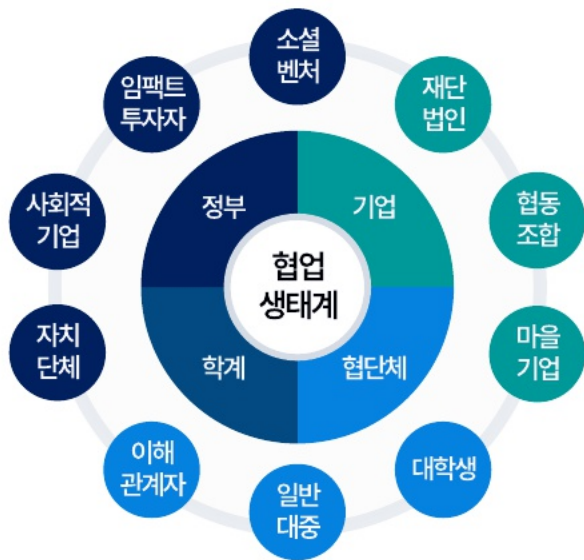 소셜
벤처
임팩트
투자자
재단
법인
사회적
기업
정부
기업
협동
조합
협업
생태계
자치
단체
학계
협단체
마을
기업
이해
관계자
일반
대중
대학생